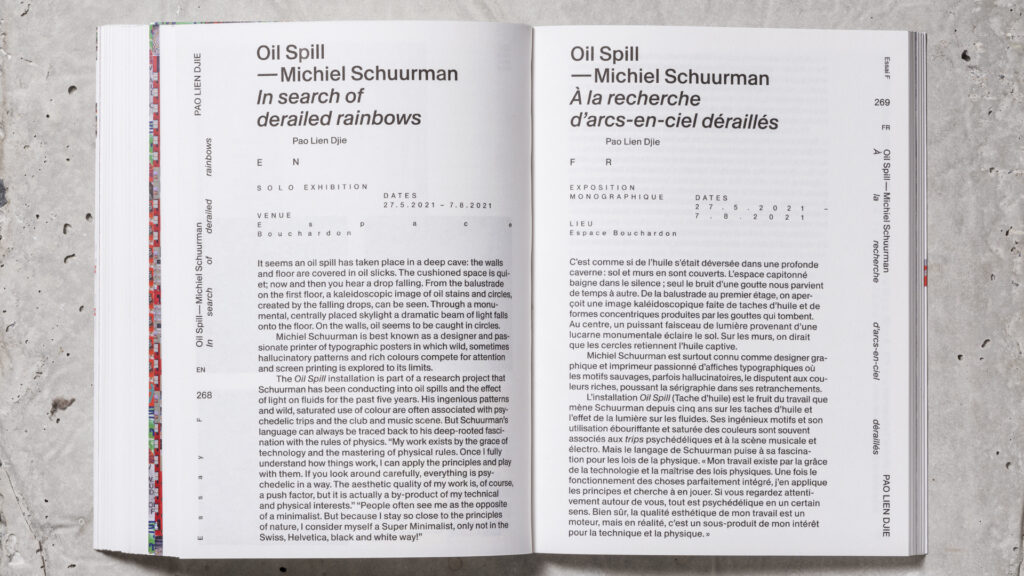 PAO LIEN DJIE
Oil Spill — Michiel Schuurman
In search of derailed rainbows
EN
268
Essay F
Oil Spill
—Michiel Schuurman
In search of
derailed rainbows
Pao Lien Djie
E N
SOLO EXHIBITION
DATES
27.5.2021 – 7.8.2021
VENUE
Espace
Bouchardon
It seems an oil spill has taken place in a deep cave: the walls
and floor are covered in oil slicks. The cushioned space is qui-
et; now and then you hear a drop falling. From the balustrade
on the first floor, a kaleidoscopic image of oil stains and circles,
created by the falling drops, can be seen. Through a monu-
mental, centrally placed skylight a dramatic beam of light falls
onto the floor. On the walls, oil seems to be caught in circles.
Michiel Schuurman is best known as a designer and pas-
sionate printer of typographic posters in which wild, sometimes
hallucinatory patterns and rich colours compete for attention
and screen printing is explored to its limits.
The Oil Spill installation is part of a research project that
Schuurman has been conducting into oil spills and the effect
of light on fluids for the past five years. His ingenious patterns
and wild, saturated use of colour are often associated with psy-
chedelic trips and the club and music scene. But Schuurman's
language can always be traced back to his deep-rooted fasci-
nation with the rules of physics. “My work exists by the grace of
technology and the mastering of physical rules. Once I fully
understand how things work, I can apply the principles and play
with them. If you look around carefully, everything is psy-
chedelic in a way. The aesthetic quality of my work is, of course,
a push factor, but it is actually a by-product of my technical
and physical interests.” “People often see me as the opposite
of a minimalist. But because I stay so close to the principles
of nature, I consider myself a Super Minimalist, only not in the
Swiss, Helvetica, black and white way!”
Oil Spill
—Michiel Schuurman
À la recherche
d’arcs-en-ciel déraillés
Pao Lien Djie
F R
EXPOSITION
MONOGRAPHIQUE
DATES
27.5.2021 –
7.8.2021
LIEU
Espace Bouchardon
C’est comme si de l’huile s’était déversée dans une profonde
caverne : sol et murs en sont couverts. L’espace capitonné
baigne dans le silence ; seul le bruit d’une goutte nous parvient
de temps à autre. De la balustrade au premier étage, on aper-
çoit une image kaléidoscopique faite de taches d’huile et de
formes concentriques produites par les gouttes qui tombent.
Au centre, un puissant faisceau de lumière provenant d’une
lucarne monumentale éclaire le sol. Sur les murs, on dirait
que les cercles retiennent l’huile captive.
Michiel Schuurman est surtout connu comme designer gra-
phique et imprimeur passionné d’affiches typographiques où
les motifs sauvages, parfois hallucinaires, le disputent aux cou-
leurs riches, poussant la sérigraphie dans ses retranchements.
L’installation Oil Spill (Tache d’huile) est le fruit du travail que
mène Schuurman depuis cinq ans sur les taches d’huile et
l’effet de la lumière sur les fluides. Ses ingénieux motifs et son
utilisation ébouriffante et saturée des couleurs sont souvent
associés aux trips psychédéliques et à la scène musicale et
électro. Mais le langage de Schuurman puise à sa fascina-
tion pour les lois de la physique. « Mon travail existe par la grâce
de la technologie et la maîtrise des lois physiques. Une fois le
fonctionnement des choses parfaitement intégré, j’en applique
les principes et cherche à en jouer. Si vous regardez attenti-
vement autour de vous, tout est psychédélique en un certain
sens. Bien sûr, la qualité esthétique de mon travail est un
moteur, mais en réalité, c’est un sous-produit de mon intérêt
pour la technique et la physique. »
Essai F
269
FR
Oil Spill — Michiel Schuurman
À la recherche d’arcs-en-ciel déraillés
PAO LIEN DJIE